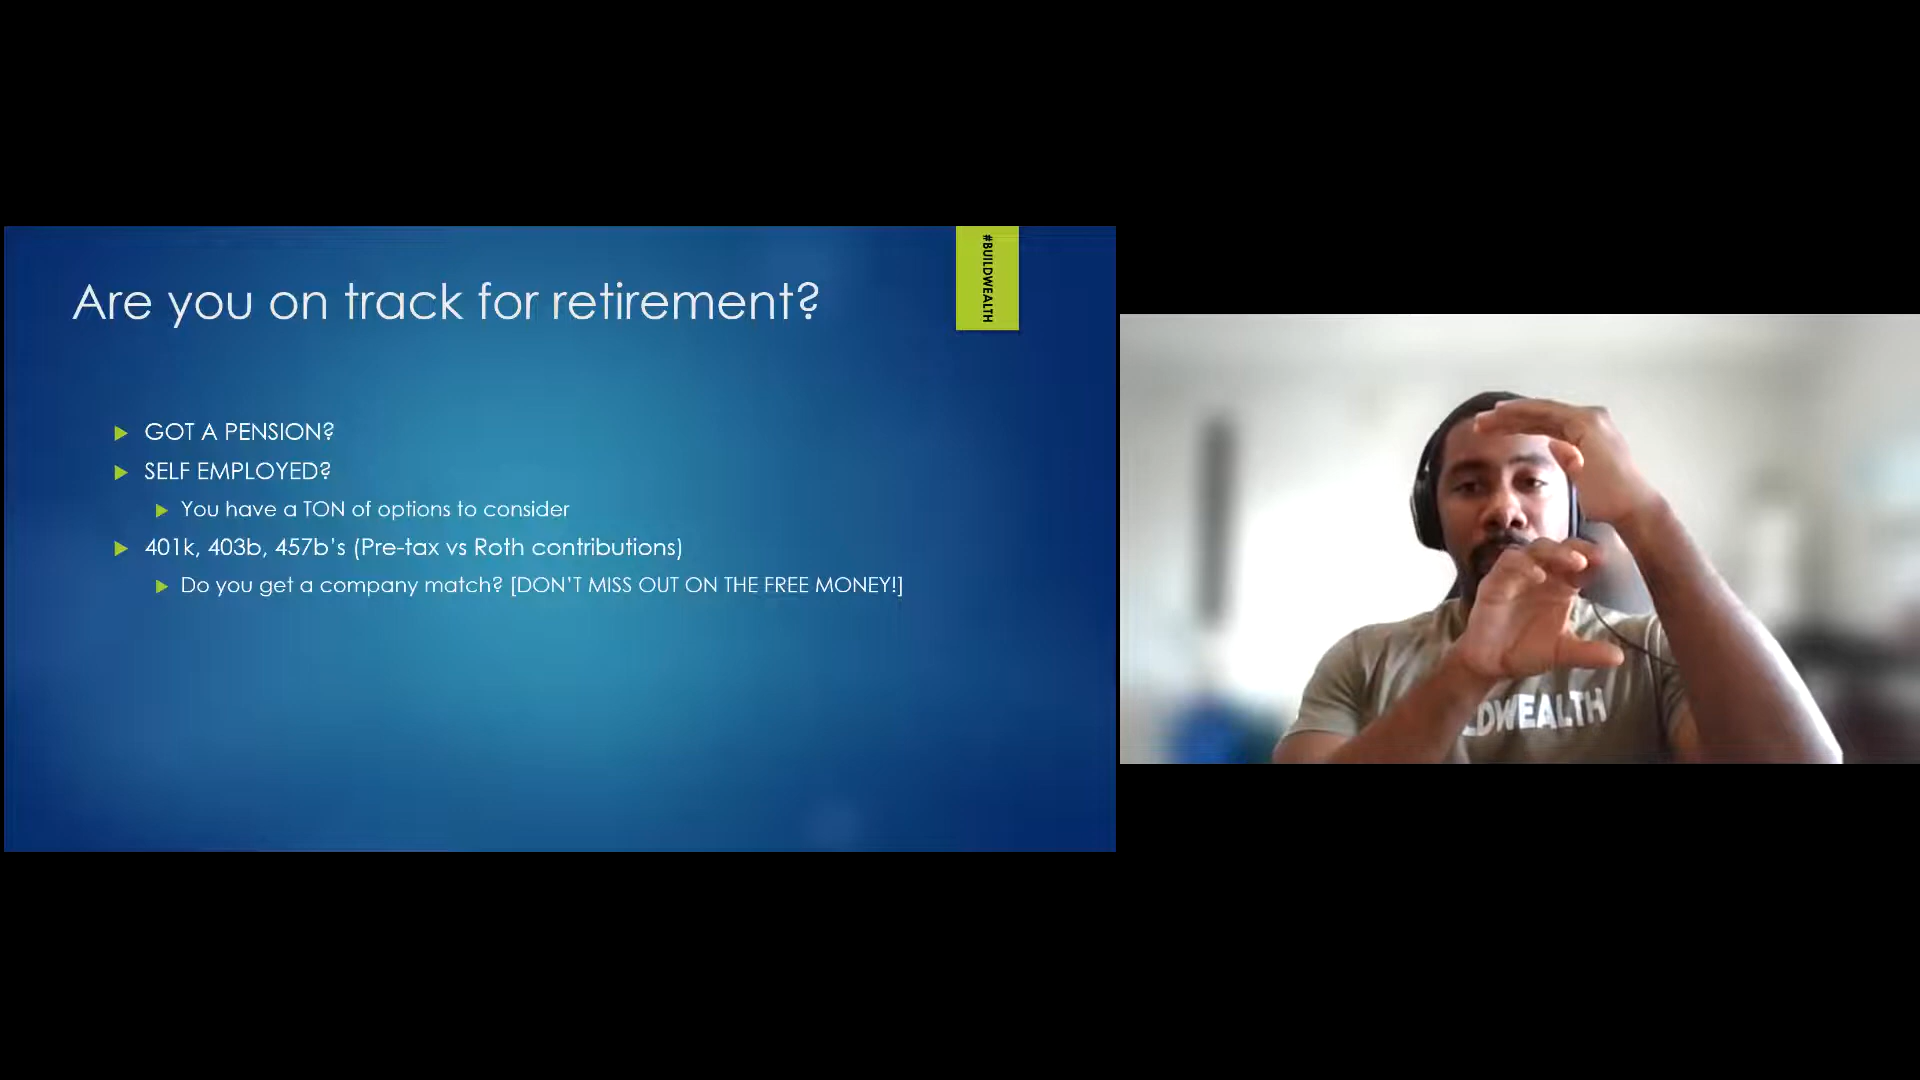 Are you on track for retirement?
#BUILDWEALTH
GOT A PENSION?
SELF EMPLOYED?
You have a TON of options to consider
401k, 403b, 457b’s (Pre-tax vs Roth contributions)
Do you get a company match? [DON’T MISS OUT ON THE FREE MONEY!]
LDWEALTH